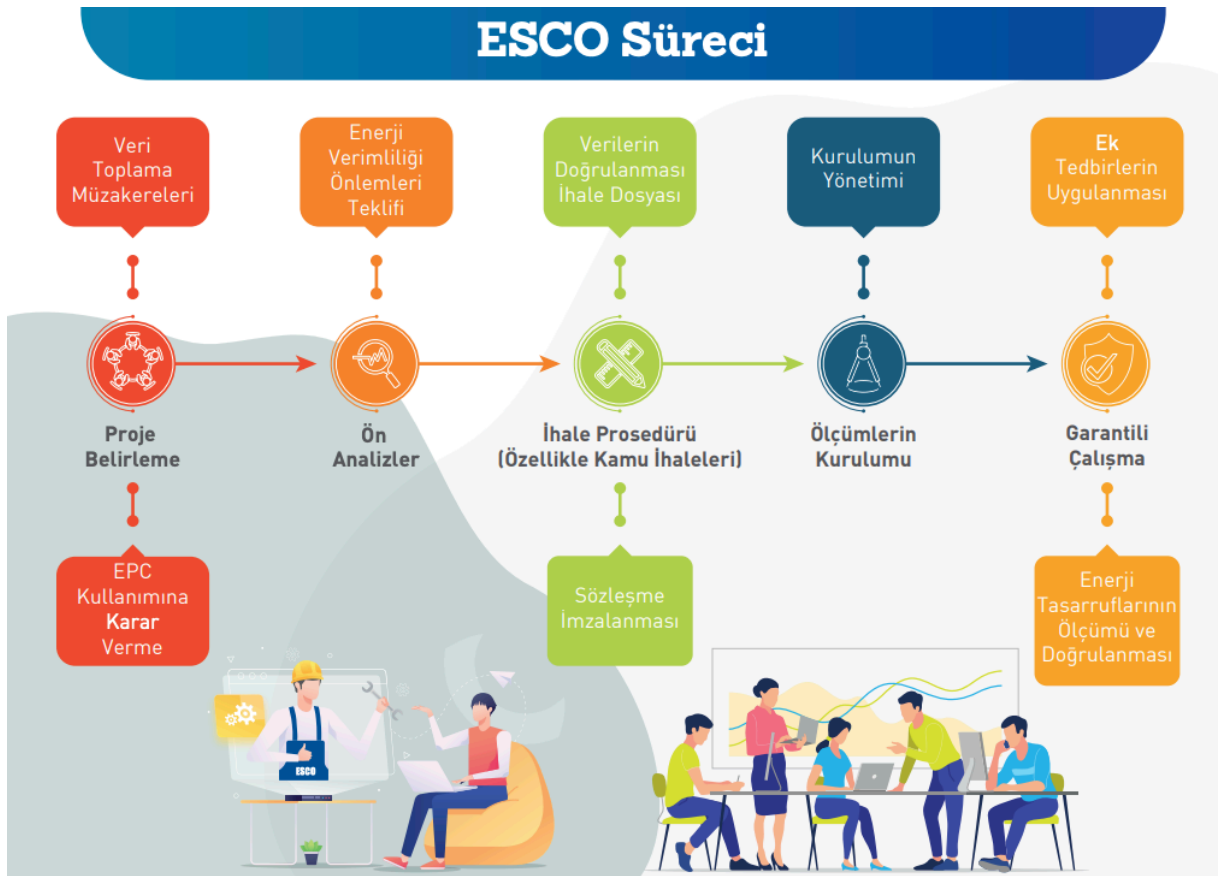 ESCO Süreci
Veri
Toplama
Müzakereleri
Enerji
Verimliliği
Önlemleri
Teklifi
Verilerin
Doğrulanması
İhale Dosyası
Kurulumun
Yönetimi
Ek
Tedbirlerin
Uygulanması
Proje
Belirleme
Ön
Analizler
İhale Prosedürü
(Özellikle Kamu İhaleleri)
Ölçümlerin
Kurulumu
Garantili
Çalışma
EPC
Kullanımına
Karar
Verme
Sözleşme
İmzalanması
Enerji
Tasarruflarının
Ölçümü ve
Doğrulanması
ESCO